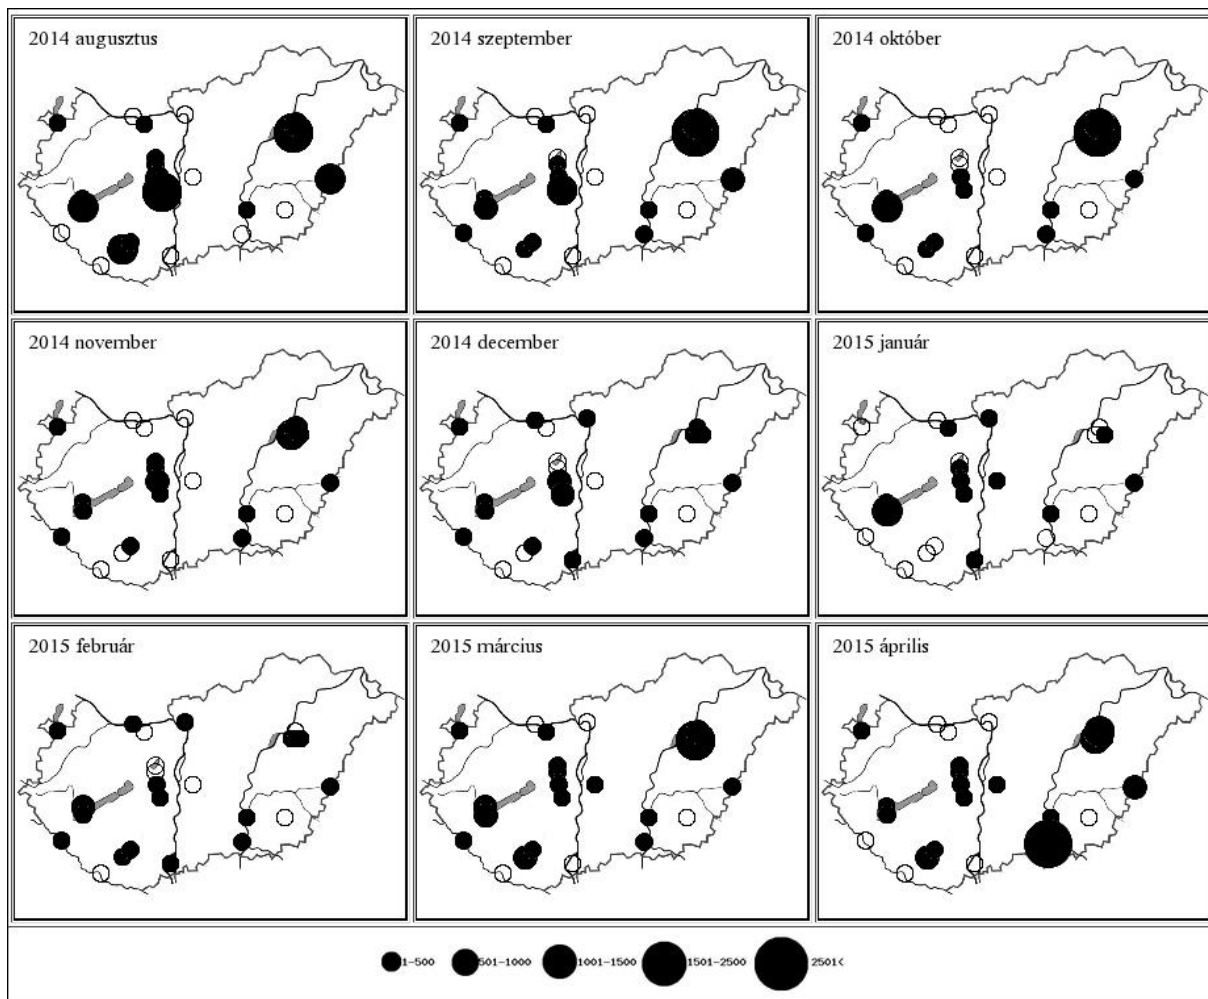 2014 augusztus
2014 szeptember
2014 október
2014 november
2014 december
2015 január
2015 február
2015 március
2015 április
1-500
501-1000
1001-1500
1501-2500
2501<